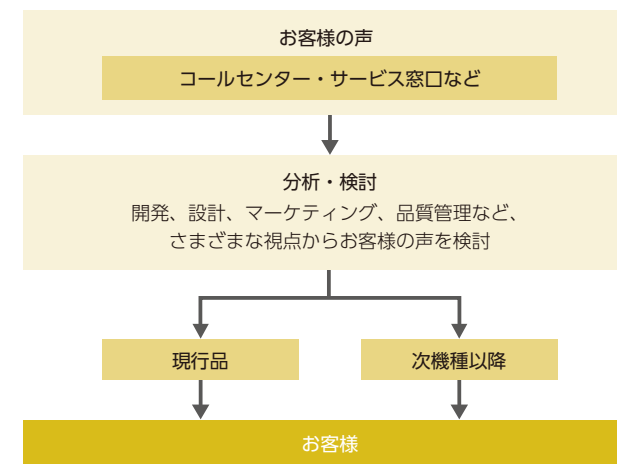 お客様の声
コールセンター・サービス窓口など
分析・検討
開発、設計、マーケティング、品質管理など、
さまざまな視点からお客様の声を検討
現行品
次機種以降
お客様